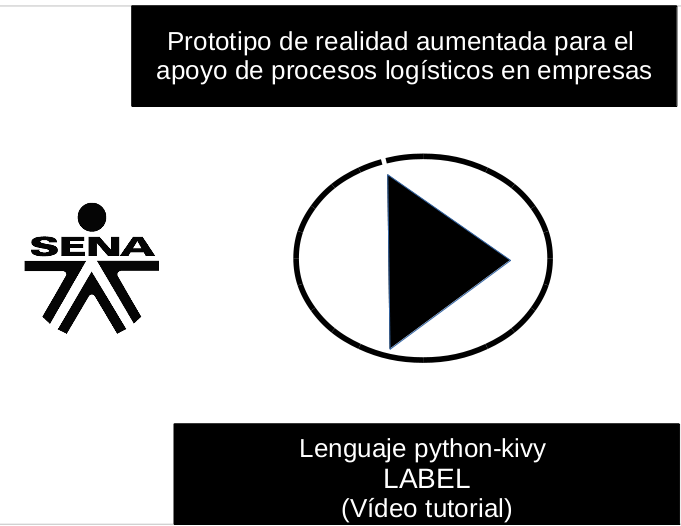 Prototipo de realidad aumentada para el
apoyo de procesos logísticos en empresas
SENA
Lenguaje python-kivy
LABEL
(Vídeo tutorial)